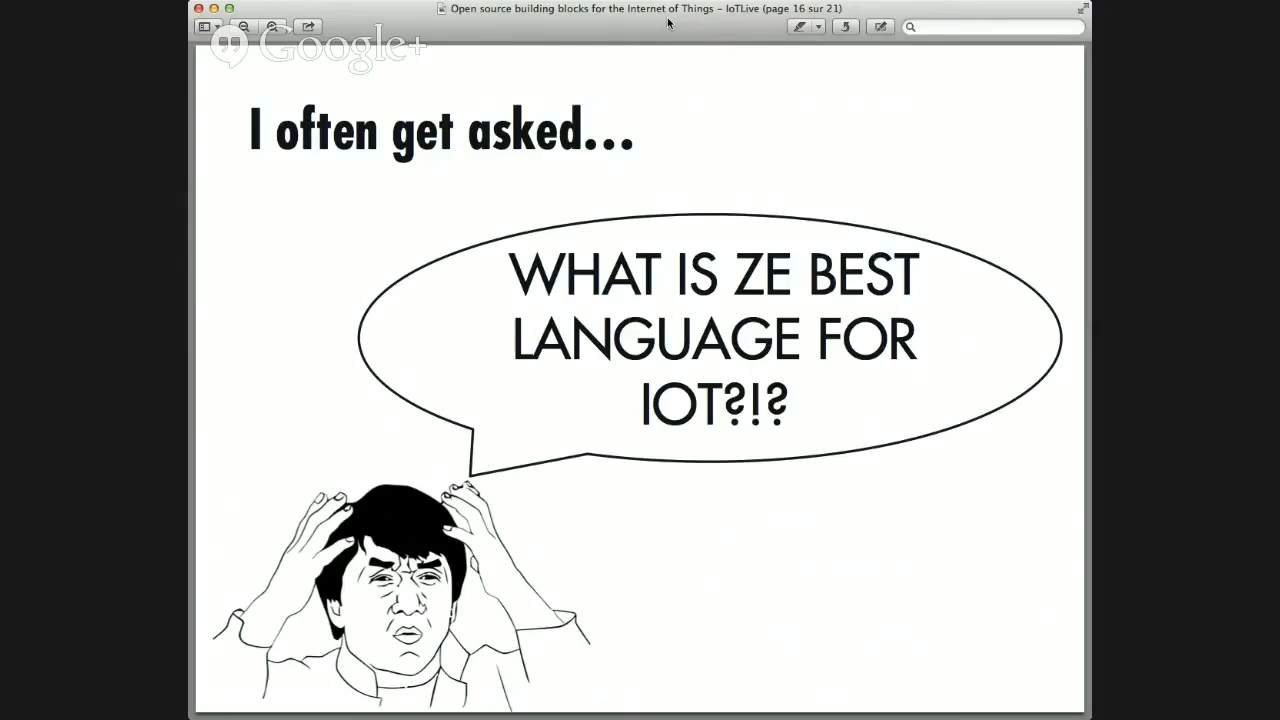 Open source building blocks for the Internet of Things – IoTLive (page 16 sur 21)
Google+
I often get asked...
WHAT IS ZE BEST
LANGUAGE FOR
IOT?!?